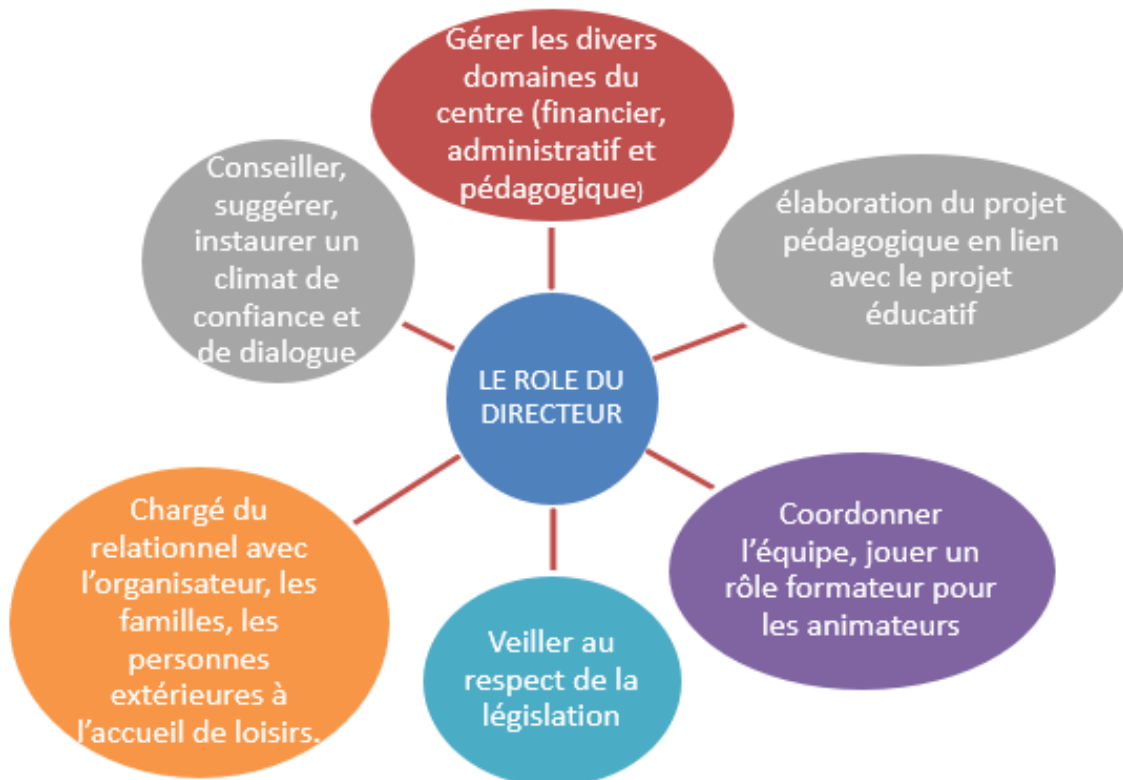 Gérer les divers
domaines du
centre (financier,
administratif et
pédagogique)
élaboration du projet
pédagogique en lien
avec le projet
éducatif
Coordonner
l’équipe, jouer un
rôle formateur pour
les animateurs
Veiller au
respect de la
législation
Chargé du
relationnel avec
l’organisateur, les
familles, les
personnes
extérieures à
l’accueil de loisirs.
Conseiller,
suggérer,
instaurer un
climat de
confiance et
de dialogue
LE ROLE DU
DIRECTEUR